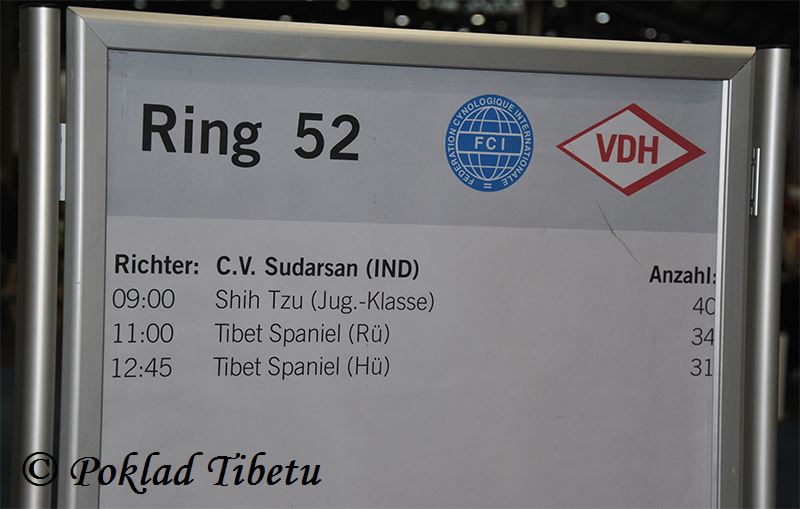 Ring 52
FEDERATION CYNOLOGIQUE INTERNATIONALE
FCI
VDH
Richter: C.V. Sudarsan (IND) Anzahl:
09:00 Shih Tzu (Jug.-Klasse) 40
11:00 Tibet Spaniel (Rü) 34
12:45 Tibet Spaniel (Hü) 31
© Poklad Tibetu